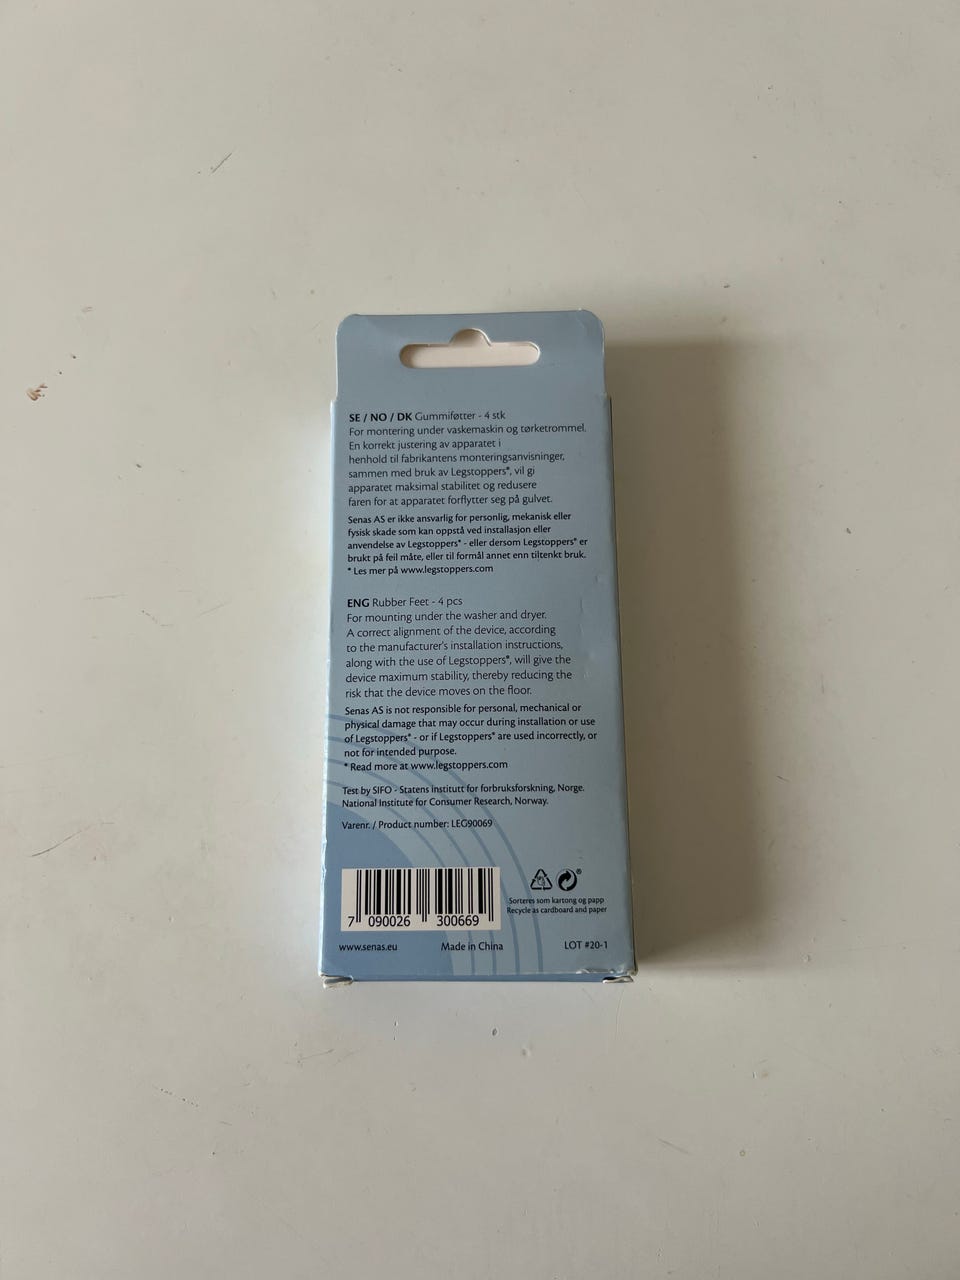 SE / NO / DK Gummiføtter - 4 stk
For montering under vaskemaskin og tørketrommel.
En korrekt justering av apparatet i
henhold til fabrikantens monteringsanvisninger,
sammen med bruk av Legstoppers®, vil gi
apparatet maksimal stabilitet og redusere
faren for at apparatet forflytter seg på gulvet.
Senas AS er ikke ansvarlig for personlig, mekanisk eller
fysisk skade som kan oppstå ved installasjon eller
anvendelse av Legstoppers® - eller dersom Legstoppers® er
brukt på feil måte, eller til formål annet enn tiltenkt bruk.
* Les mer på www.legstoppers.com
ENG Rubber Feet - 4 pcs
For mounting under the washer and dryer.
A correct alignment of the device, according
to the manufacturer's installation instructions,
along with the use of Legstoppers®, will give the
device maximum stability, thereby reducing the
risk that the device moves on the floor.
Senas AS is not responsible for personal, mechanical or
physical damage that may occur during installation or use
of Legstoppers® - or if Legstoppers® are used incorrectly, or
not for intended purpose.
* Read more at www.legstoppers.com
Test by SIFO - Statens institutt for forbruksforskning, Norge.
National Institute for Consumer Research, Norway.
Varenr. / Product number: LEG90069
7 090026 300669
Sorteres som kartong og papp
Recycle as cardboard and paper
www.senas.eu Made in China LOT #20-1